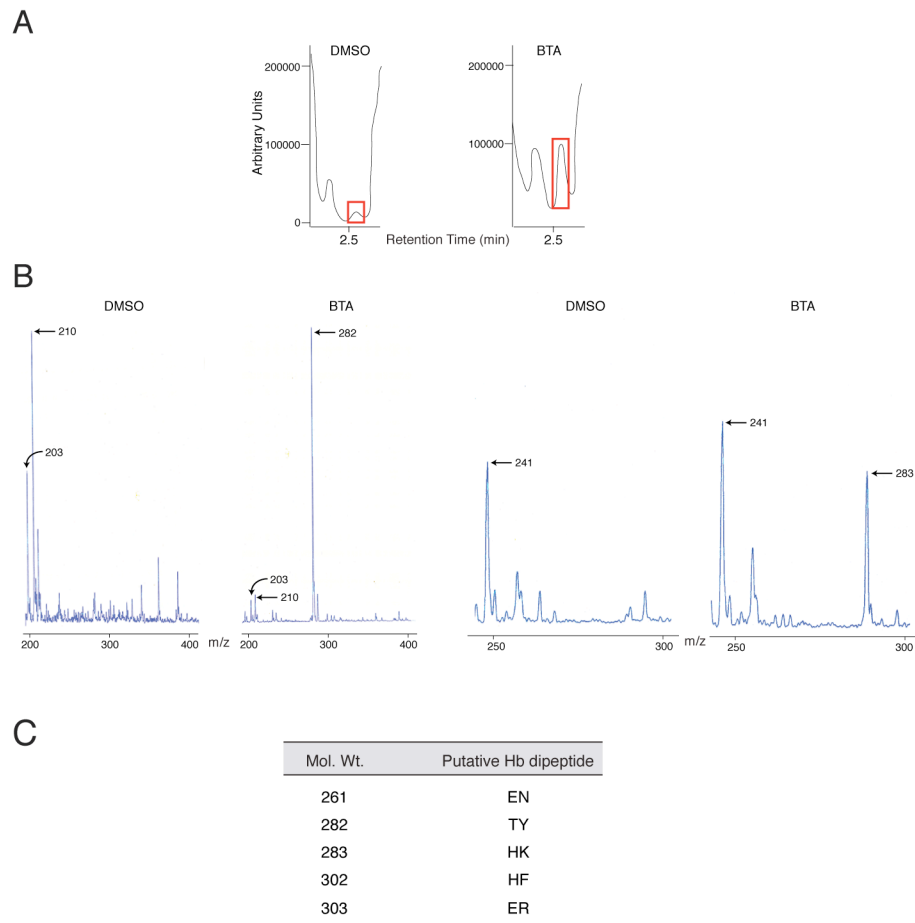 A
DMSO
BTA
200000
100000
0
Arbitrary Units
2.5
200000
100000
2.5
Retention Time (min)
B
DMSO
BTA
DMSO
BTA
210
203
282
203
210
241
241
283
200
300
400
m/z
200
300
400
250
300
m/z
250
300
C
Mol. Wt. Putative Hb dipeptide
261 EN
282 TY
283 HK
302 HF
303 ER